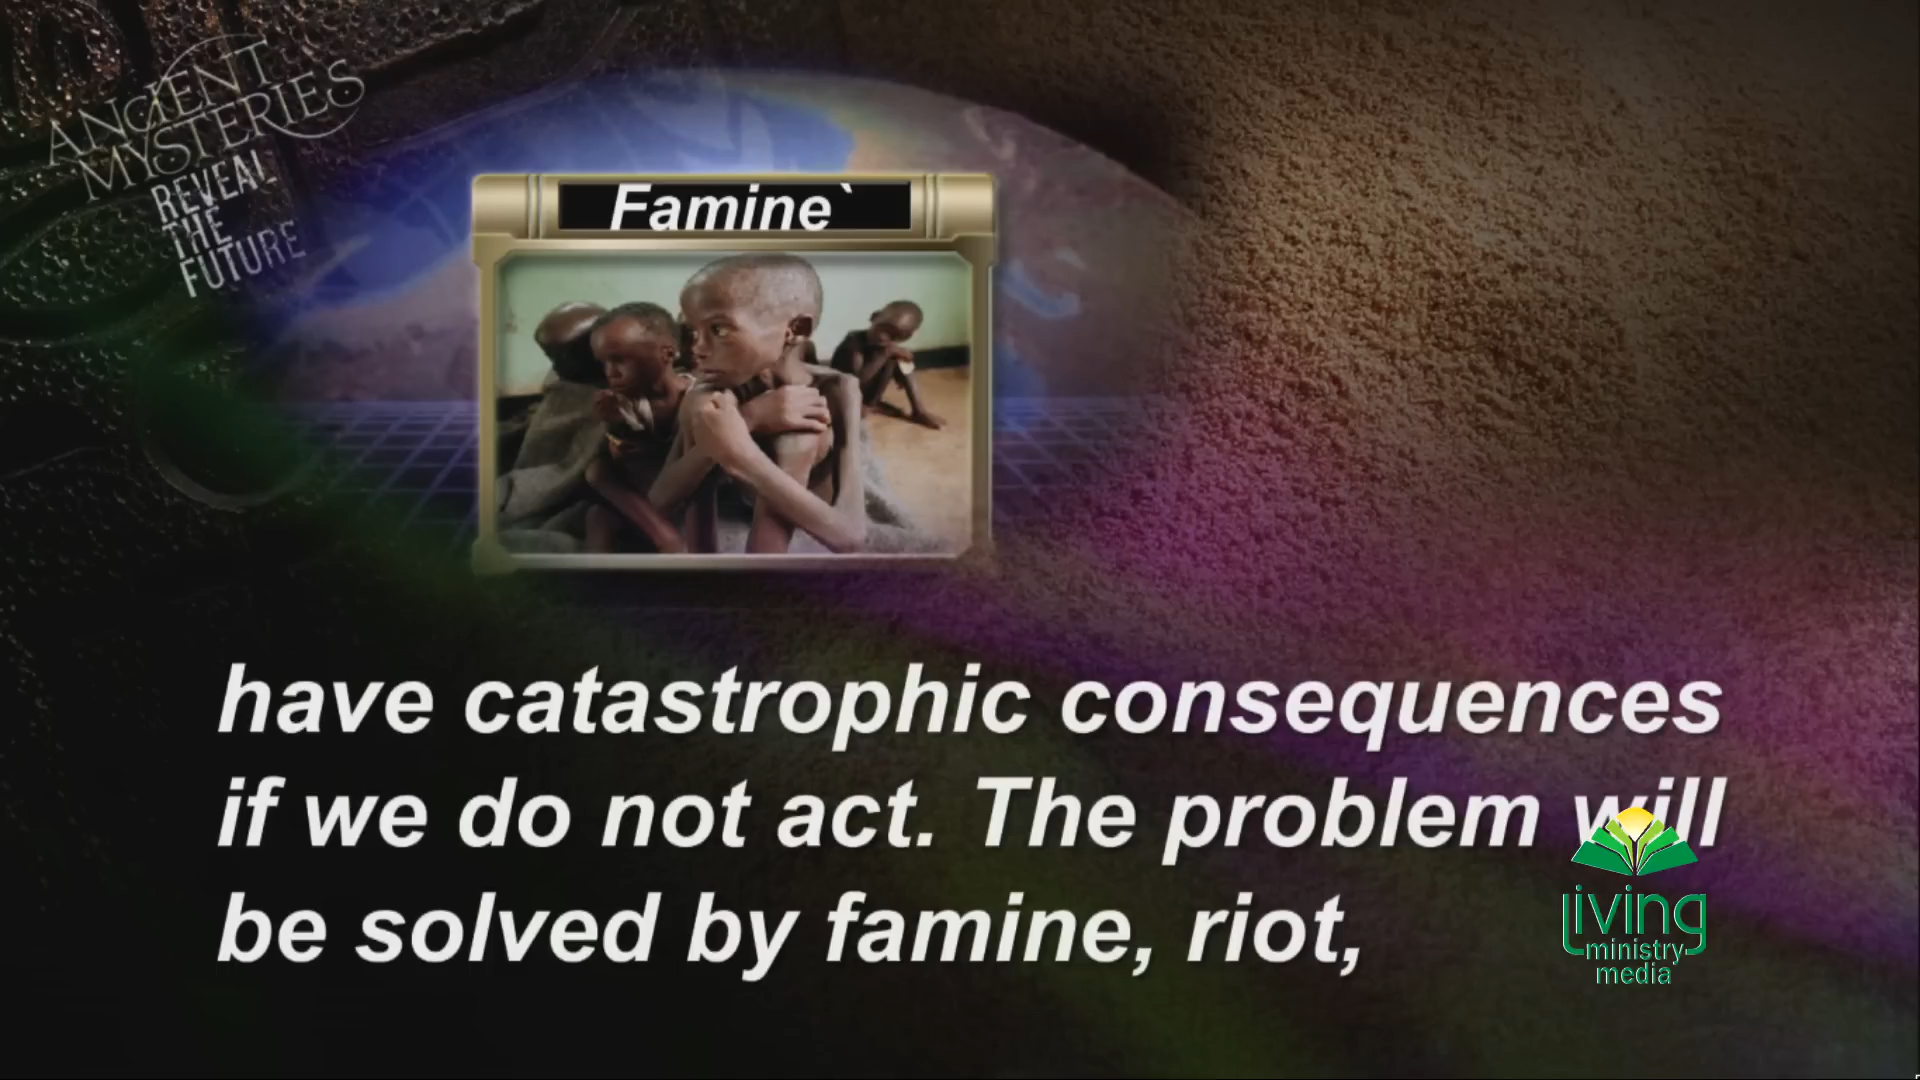 ANCIENT
MYSTERIES
REVEAL
THE
FUTURE
Famine`
have catastrophic consequences
if we do not act. The problem will
be solved by famine, riot,
Living
ministry
media